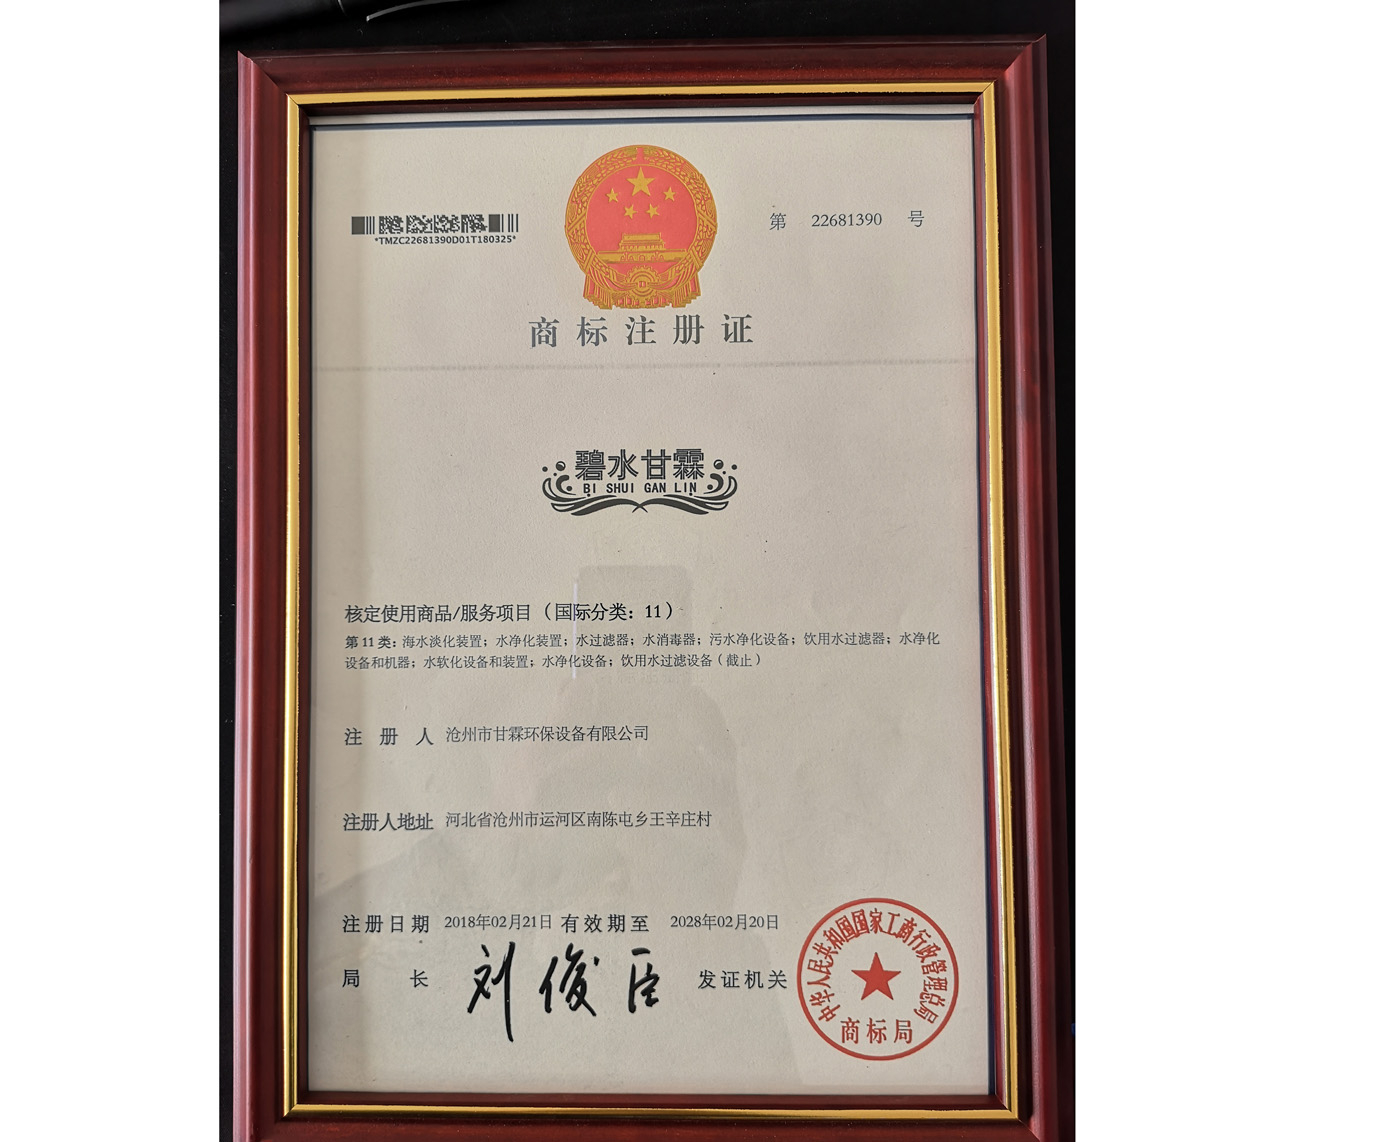 *TMZC22681390D01T180325*
第 22681390 号
商标注册证
碧水甘霖
BI SHUI GAN LIN
核定使用商品/服务项目（国际分类：11）
第 11 类：海水淡化装置；水净化装置；水过滤器；水消毒器；污水净化设备；饮用水过滤器；水净化
设备和机器；水软化设备和装置；水净化设备；饮用水过滤设备（截止）
注册人 沧州市甘霖环保设备有限公司
注册人地址 河北省沧州市运河区南陈屯乡王辛庄村
注册日期 2018年02月21日 有效期至 2028年02月20日
局长 刘俊臣 发证机关
中华人民共和国国家工商行政管理总局
商标局